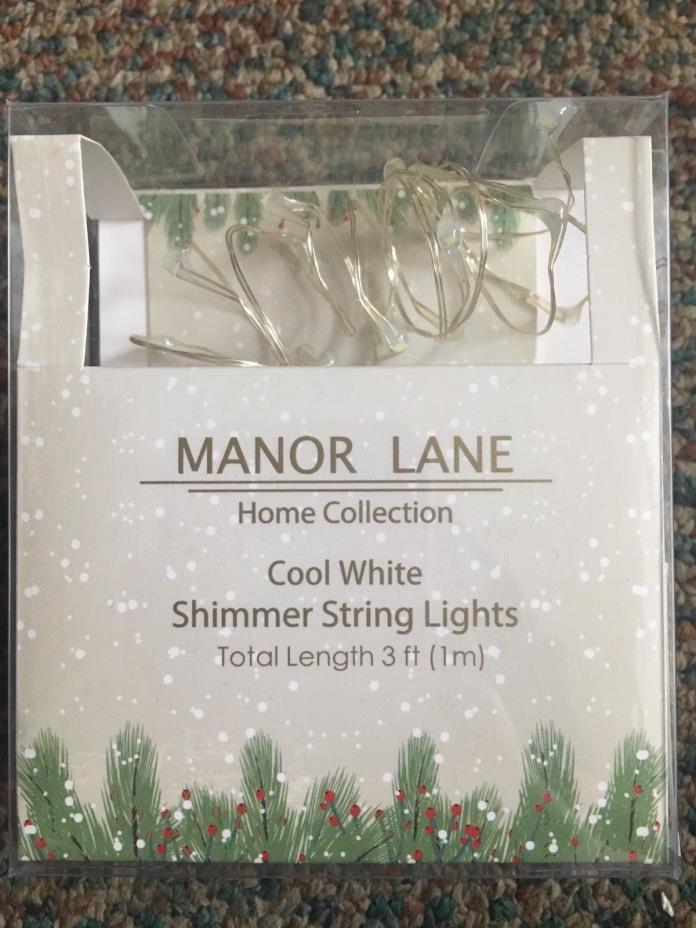 MANOR LANE
Home Collection
Cool White
Shimmer String Lights
Total Length 3 ft (1m)